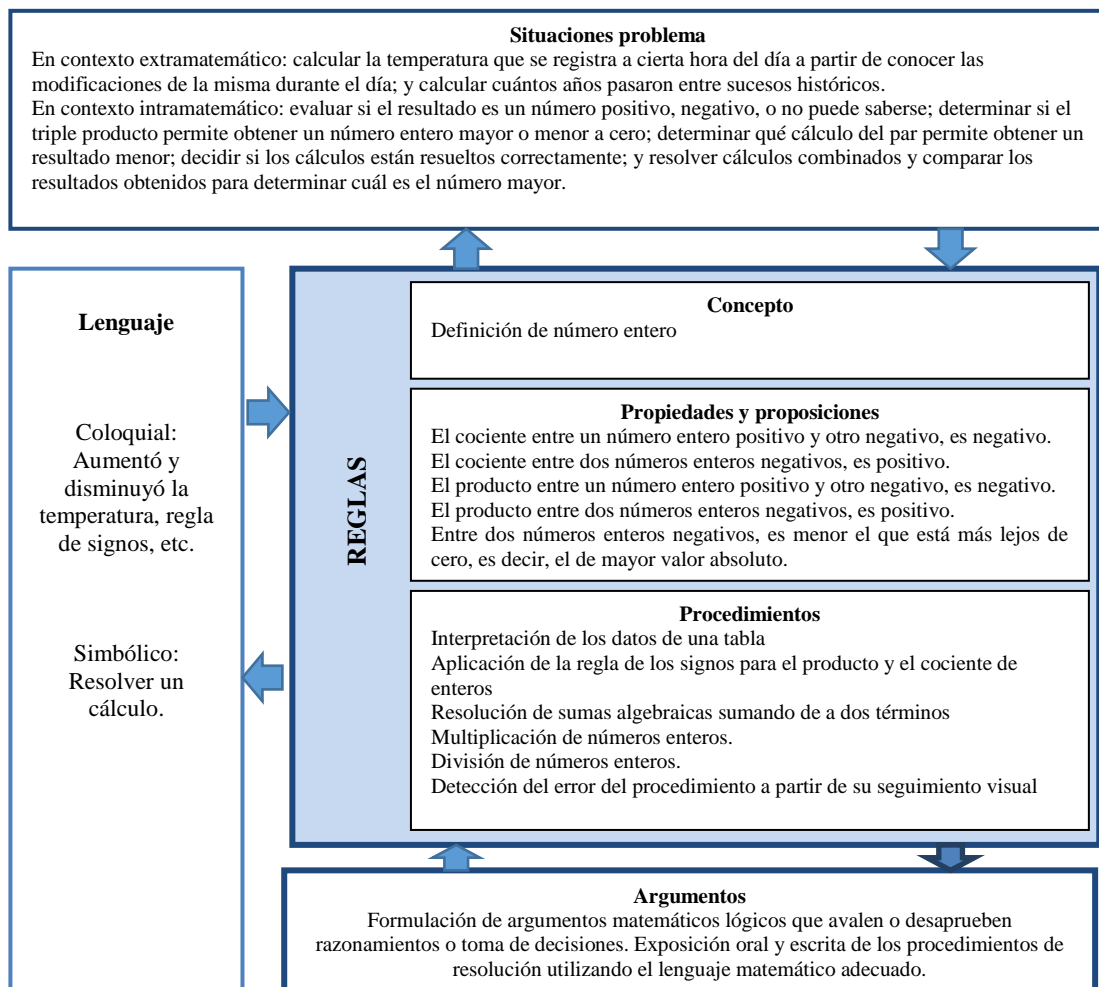 Situaciones problema
En contexto extramatemático: calcular la temperatura que se registra a cierta hora del día a partir de conocer las
modificaciones de la misma durante el día; y calcular cuántos años pasaron entre sucesos históricos.
En contexto intramatemático: evaluar si el resultado es un número positivo, negativo, o no puede saberse; determinar si el
triple producto permite obtener un número entero mayor o menor a cero; determinar qué cálculo del par permite obtener un
resultado menor; decidir si los cálculos están resueltos correctamente; y resolver cálculos combinados y comparar los
resultados obtenidos para determinar cuál es el número mayor.
Lenguaje
Coloquial:
Aumentó y
disminuyó la
temperatura, regla
de signos, etc.
Simbólico:
Resolver un
cálculo.
REGLAS
Concepto
Definición de número entero
Propiedades y proposiciones
El cociente entre un número entero positivo y otro negativo, es negativo.
El cociente entre dos números enteros negativos, es positivo.
El producto entre un número entero positivo y otro negativo, es negativo.
El producto entre dos números enteros negativos, es positivo.
Entre dos números enteros negativos, es menor el que está más lejos de
cero, es decir, el de mayor valor absoluto.
Procedimientos
Interpretación de los datos de una tabla
Aplicación de la regla de los signos para el producto y el cociente de
enteros
Resolución de sumas algebraicas sumando de a dos términos
Multiplicación de números enteros.
División de números enteros.
Detección del error del procedimiento a partir de su seguimiento visual
Argumentos
Formulación de argumentos matemáticos lógicos que avalen o desaprueben
razonamientos o toma de decisiones. Exposición oral y escrita de los procedimientos de
resolución utilizando el lenguaje matemático adecuado.